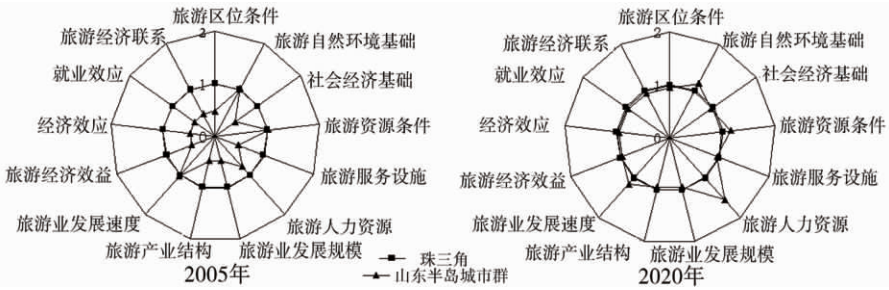 旅游区位条件
2
旅游自然环境基础
社会经济基础
1
旅游资源条件
0
旅游服务设施
旅游人力资源
旅游业发展规模
旅游产业结构
旅游业发展速度
旅游经济效益
经济效应
就业效应
旅游经济联系
2005年
珠三角
山东半岛城市群
旅游区位条件
2
旅游自然环境基础
社会经济基础
1
旅游资源条件
0
旅游服务设施
旅游人力资源
旅游业发展规模
旅游产业结构
旅游业发展速度
旅游经济效益
经济效应
就业效应
旅游经济联系
2020年